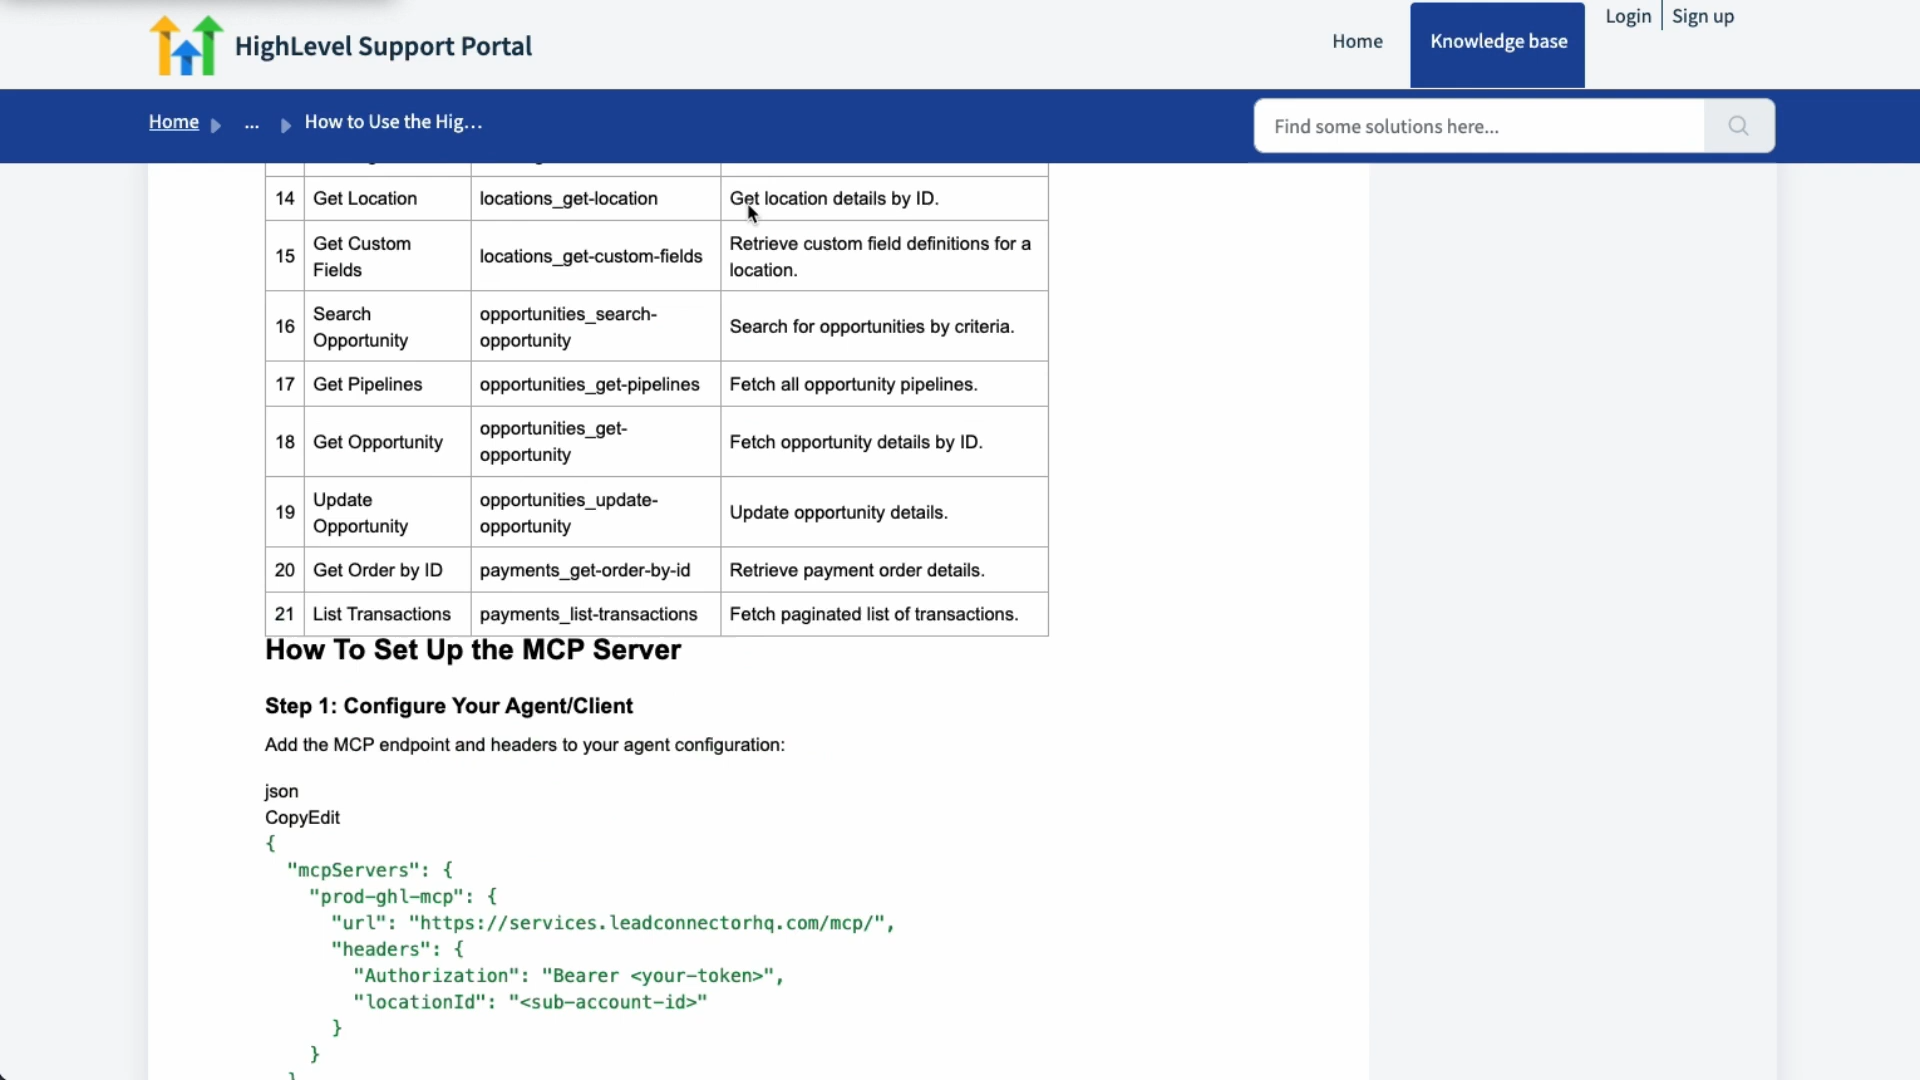 HighLevel Support Portal
Home
Knowledge base
Login
Sign up
Home
...
How to Use the Hig...
Find some solutions here...
14 Get Location locations_get-location Get location details by ID.
15 Get Custom Fields locations_get-custom-fields Retrieve custom field definitions for a location.
16 Search Opportunity opportunities_search-opportunity Search for opportunities by criteria.
17 Get Pipelines opportunities_get-pipelines Fetch all opportunity pipelines.
18 Get Opportunity opportunities_get-opportunity Fetch opportunity details by ID.
19 Update Opportunity opportunities_update-opportunity Update opportunity details.
20 Get Order by ID payments_get-order-by-id Retrieve payment order details.
21 List Transactions payments_list-transactions Fetch paginated list of transactions.
How To Set Up the MCP Server
Step 1: Configure Your Agent/Client
Add the MCP endpoint and headers to your agent configuration:
json
CopyEdit
{
"mcpServers": {
"prod-ghl-mcp": {
"url": "https://services.leadconnectorhq.com/mcp/",
"headers": {
"Authorization": "Bearer <your-token>",
"locationId": "<sub-account-id>"
}
}